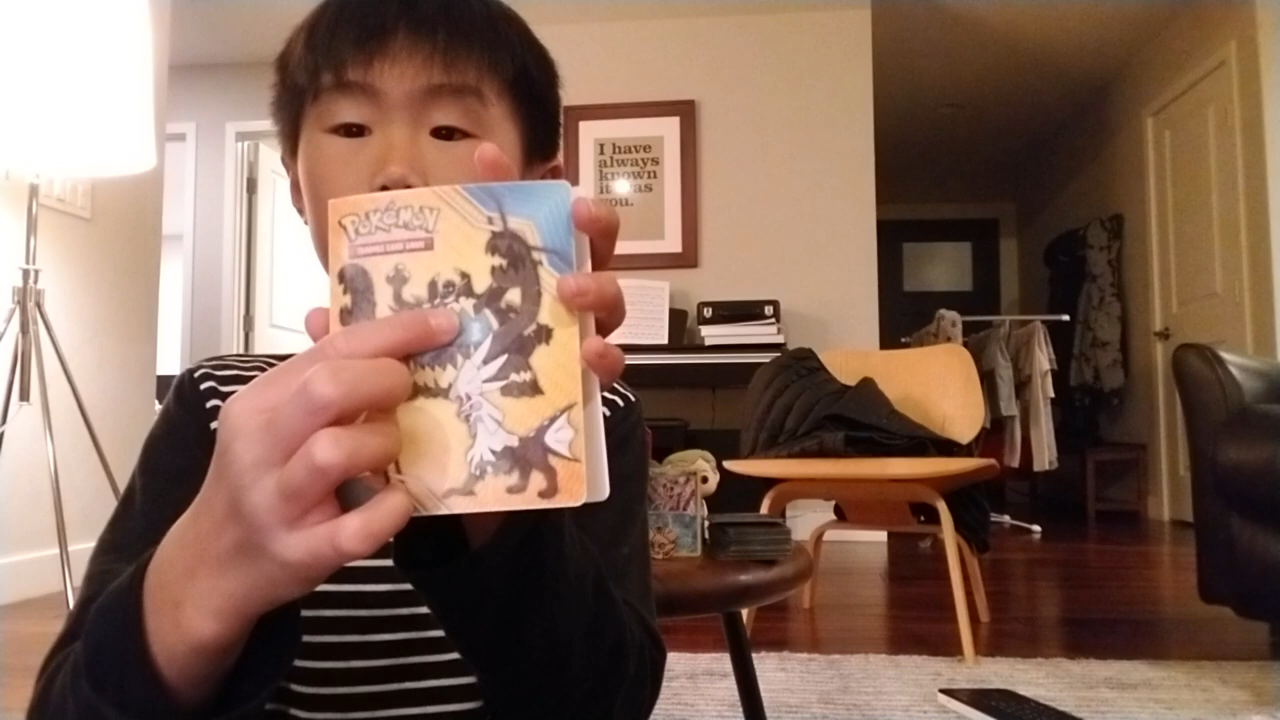 POKéMON
TRADING CARD GAME
I have
always
known
it was
you.